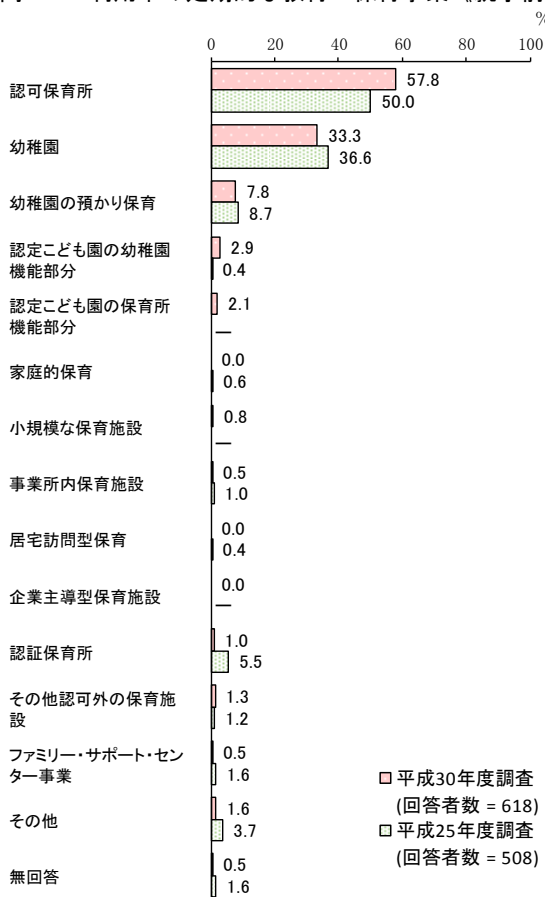 %
0 20 40 60 80 100
認可保育所
57.8
50.0
幼稚園
33.3
36.6
幼稚園の預かり保育
7.8
8.7
認定こども園の幼稚園
機能部分
2.9
0.4
認定こども園の保育所
機能部分
2.1
―
家庭的保育
0.0
0.6
小規模な保育施設
0.8
―
事業所内保育施設
0.5
1.0
居宅訪問型保育
0.0
0.4
企業主導型保育施設
0.0
―
認証保育所
1.0
5.5
その他認可外の保育施
設
1.3
1.2
ファミリー・サポート・セン
ター事業
0.5
1.6
その他
1.6
3.7
無回答
0.5
1.6
平成30年度調査
(回答者数 = 618)
平成25年度調査
(回答者数 = 508)